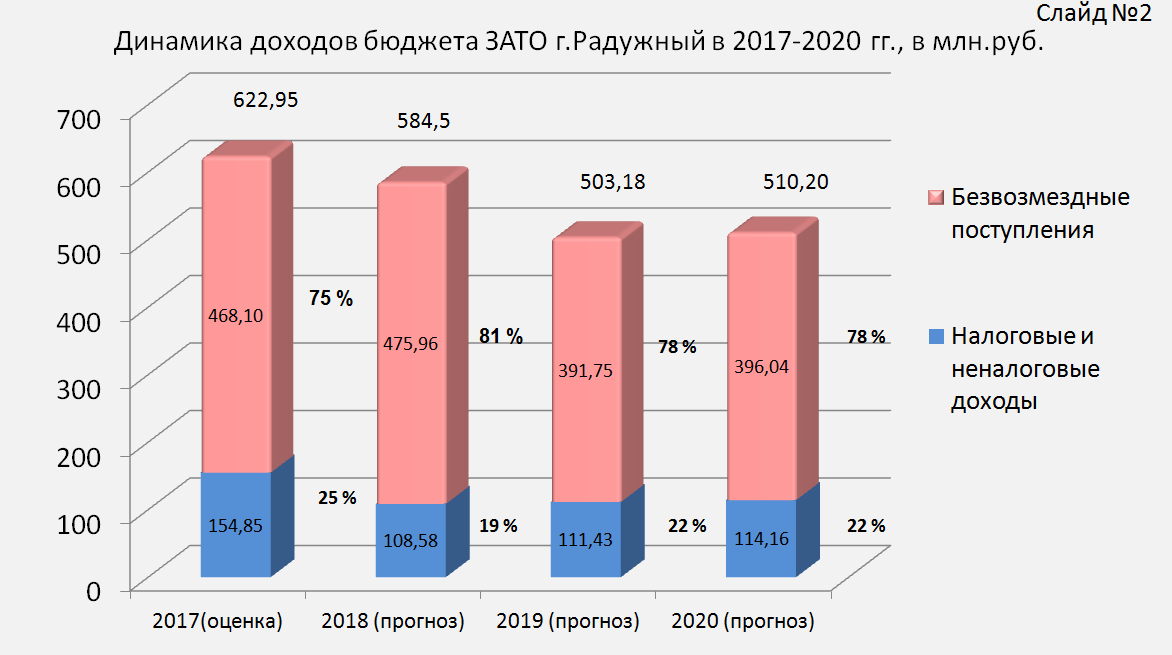 Слайд №2
Динамика доходов бюджета ЗАТО г.Радужный в 2017-2020 гг., в млн.руб.
700
600
500
400
300
200
100
0
622,95
584,5
503,18
510,20
468,10
475,96
391,75
396,04
75 %
81 %
78 %
78 %
154,85
108,58
111,43
114,16
25 %
19 %
22 %
22 %
2017(оценка)
2018 (прогноз)
2019 (прогноз)
2020 (прогноз)
Безвозмездные
поступления
Налоговые и
неналоговые
доходы